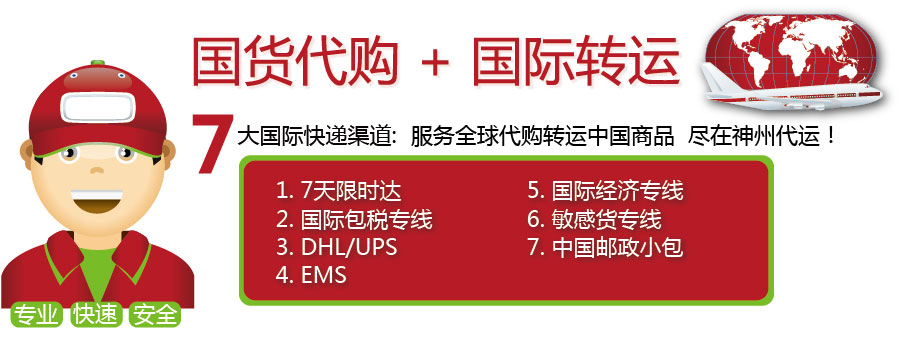 国货代购 + 国际转运
7大国际快递渠道: 服务全球代购转运中国商品 尽在神州代运!
1. 7天限时达
2. 国际包税专线
3. DHL/UPS
4. EMS
5. 国际经济专线
6. 敏感货专线
7. 中国邮政小包
专业 快速 安全